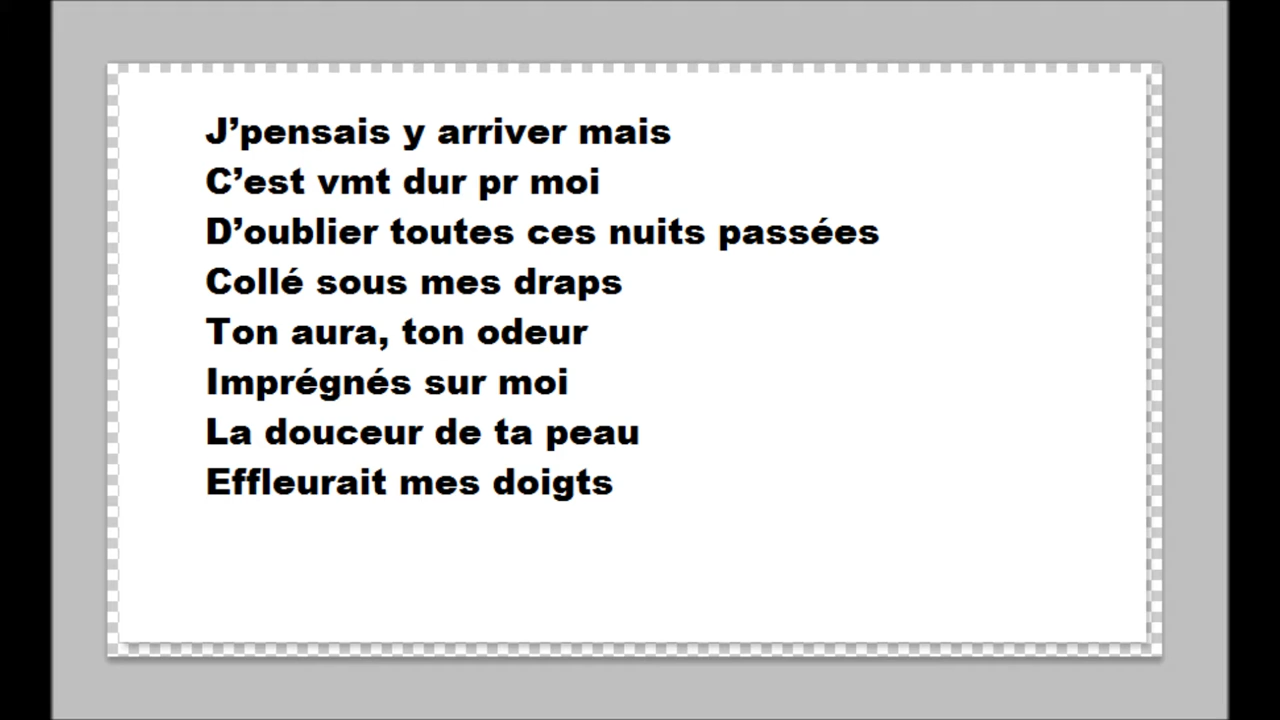 J’pensais y arriver mais
C’est vmt dur pr moi
D’oublier toutes ces nuits passées
Collé sous mes draps
Ton aura, ton odeur
Imprégnés sur moi
La douceur de ta peau
Effleurait mes doigts